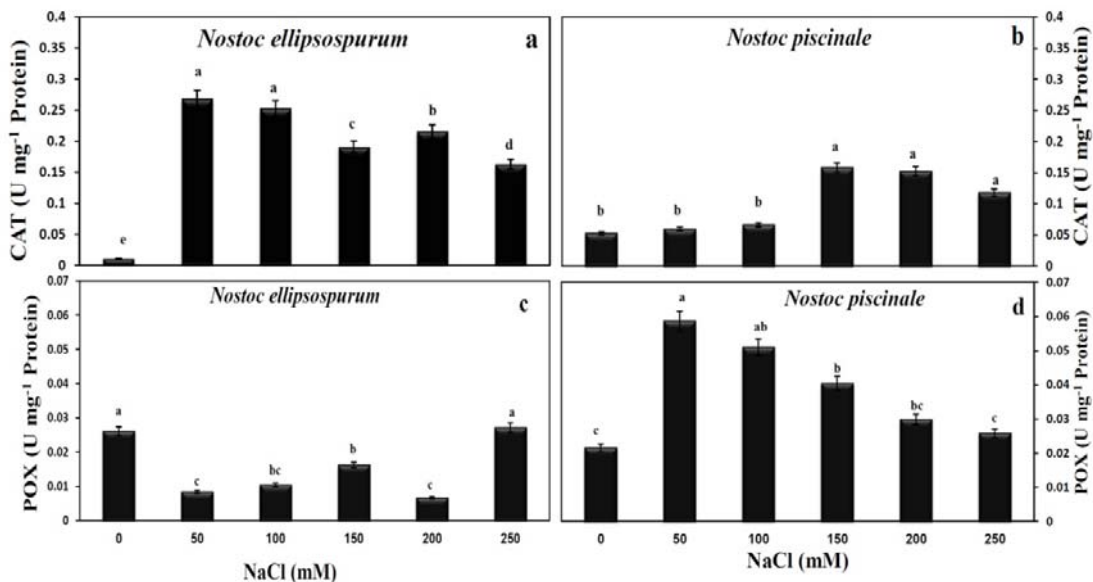 0.4
0.35
0.3
0.25
0.2
0.15
0.1
0.05
0
CAT (U mg-1 Protein)
Nostoc ellipsospurum
a
e
a
a
c
b
d
Nostoc piscinale
b
b
b
b
a
a
a
0.4
0.35
0.3
0.25
0.2
0.15
0.1
0.05
0
CAT (U mg-1 Protein)
0.07
0.06
0.05
0.04
0.03
0.02
0.01
0
POX (U mg-1 Protein)
Nostoc ellipsospurum
c
a
c
bc
b
c
a
0 50 100 150 200 250
NaCl (mM)
Nostoc piscinale
d
c
a
ab
b
bc
c
0.07
0.06
0.05
0.04
0.03
0.02
0.01
0
POX (U mg-1 Protein)
0 50 100 150 200 250
NaCl (mM)